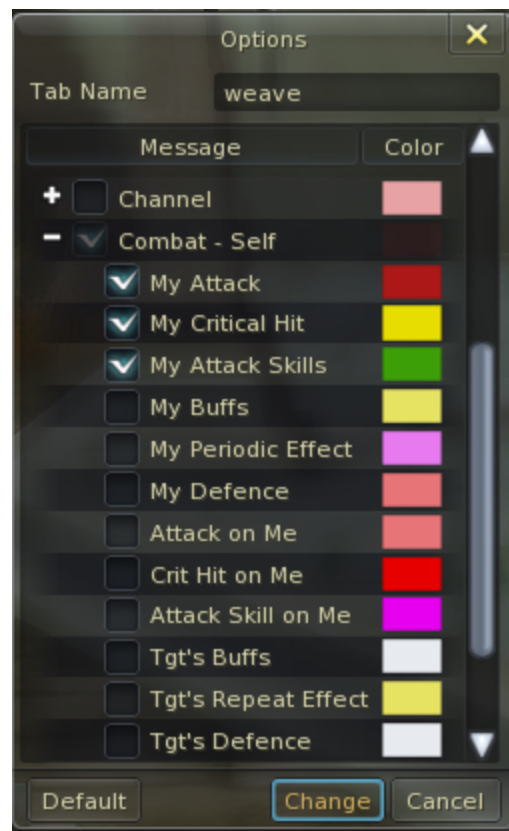 Options
Tab Name weave
Message Color
Channel
Combat - Self
My Attack
My Critical Hit
My Attack Skills
My Buffs
My Periodic Effect
My Defence
Attack on Me
Crit Hit on Me
Attack Skill on Me
Tgt's Buffs
Tgt's Repeat Effect
Tgt's Defence
Default Change Cancel